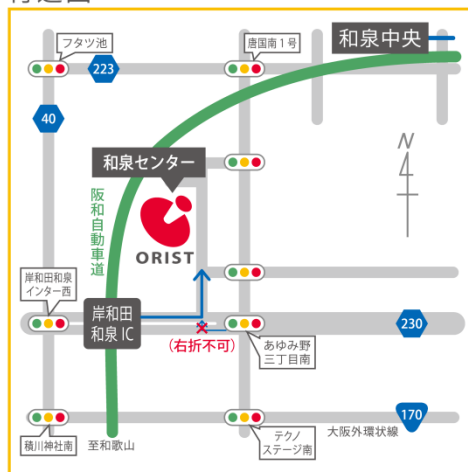 フタツ池
唐国南1号
和泉中央
223
40
和泉センター
N
阪和自動車道
ORIST
岸和田和泉
インター西
岸和田
和泉IC
(右折不可)
あゆみ野
三丁目南
230
積川神社南
至和歌山
テクノ
ステージ南
大阪外環状線
170